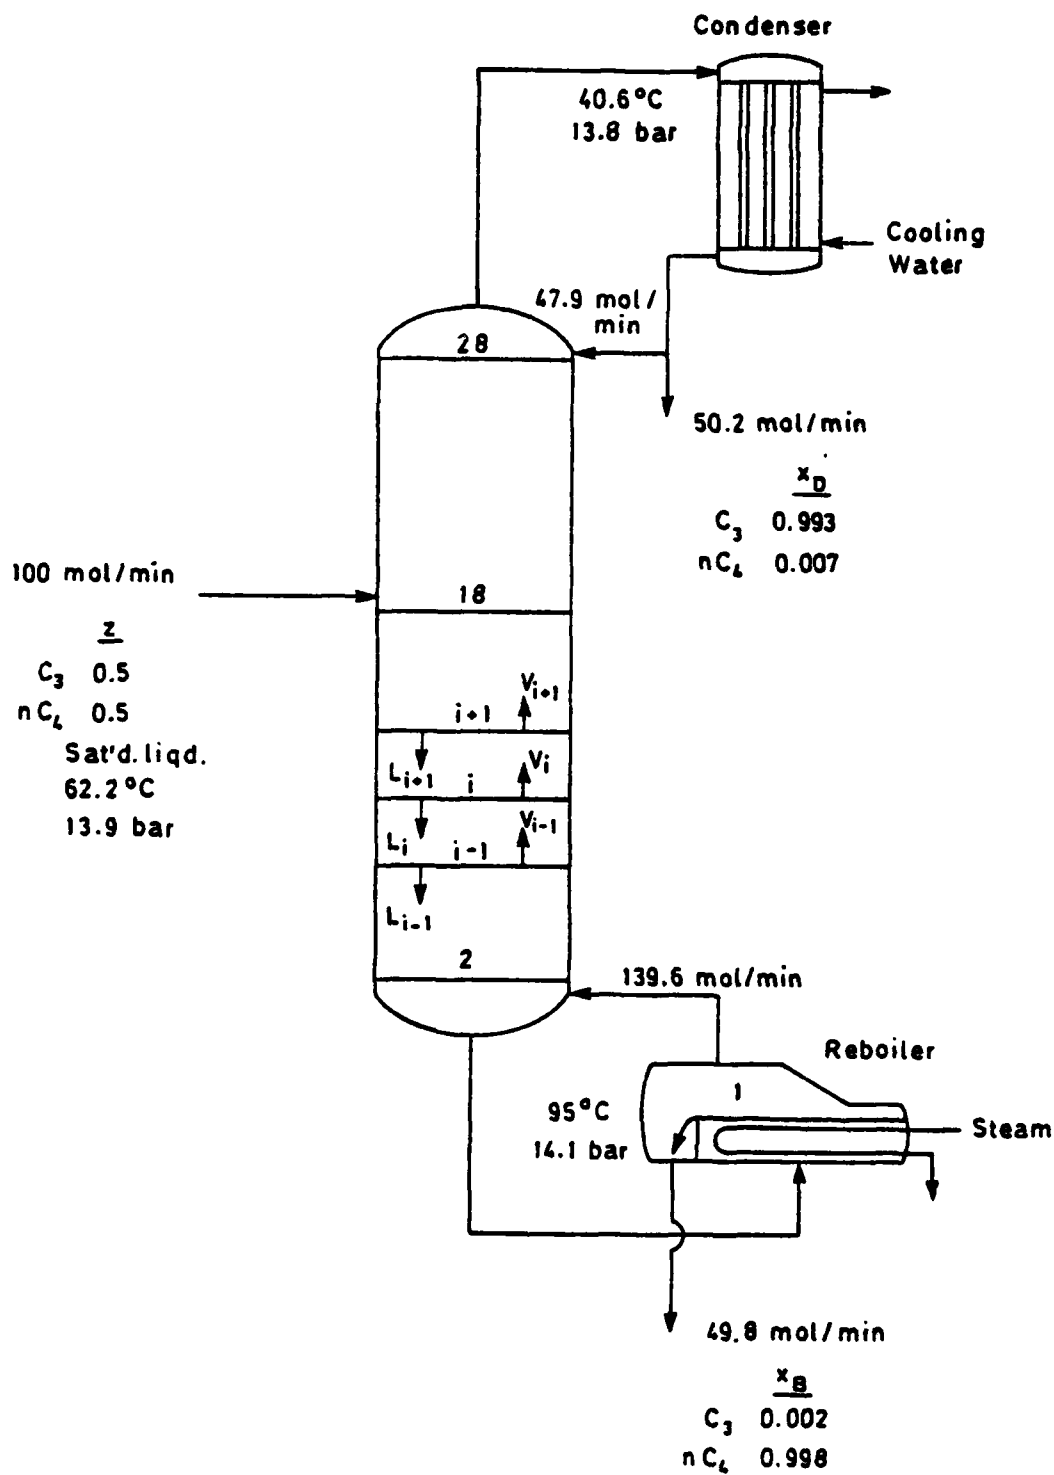 Condenser
40.6°C
13.8 bar
Cooling
Water
47.9 mol/
min
28
50.2 mol/min
x_D
C₃ 0.993
nC₄ 0.007
100 mol/min
18
z
C₃ 0.5
nC₄ 0.5
Sat'd. liqd.
62.2°C
13.9 bar
V_{i+1}
i+1
L_{i+1}
i
V_i
L_i
i-1
V_{i-1}
L_{i-1}
2
139.6 mol/min
Reboiler
1
95°C
14.1 bar
Steam
49.8 mol/min
x_B
C₃ 0.002
nC₄ 0.998